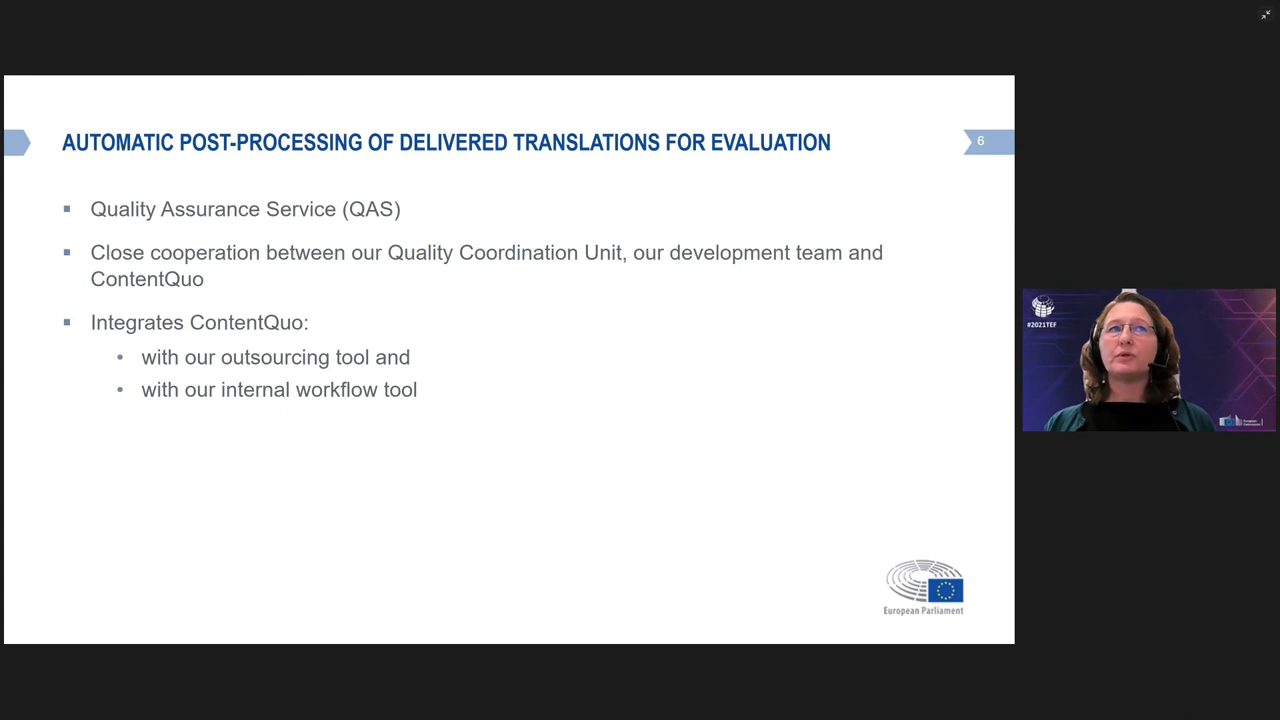 AUTOMATIC POST-PROCESSING OF DELIVERED TRANSLATIONS FOR EVALUATION
6
▪ Quality Assurance Service (QAS)
▪ Close cooperation between our Quality Coordination Unit, our development team and
ContentQuo
▪ Integrates ContentQuo:
• with our outsourcing tool and
• with our internal workflow tool
European Parliament
#2021TEF